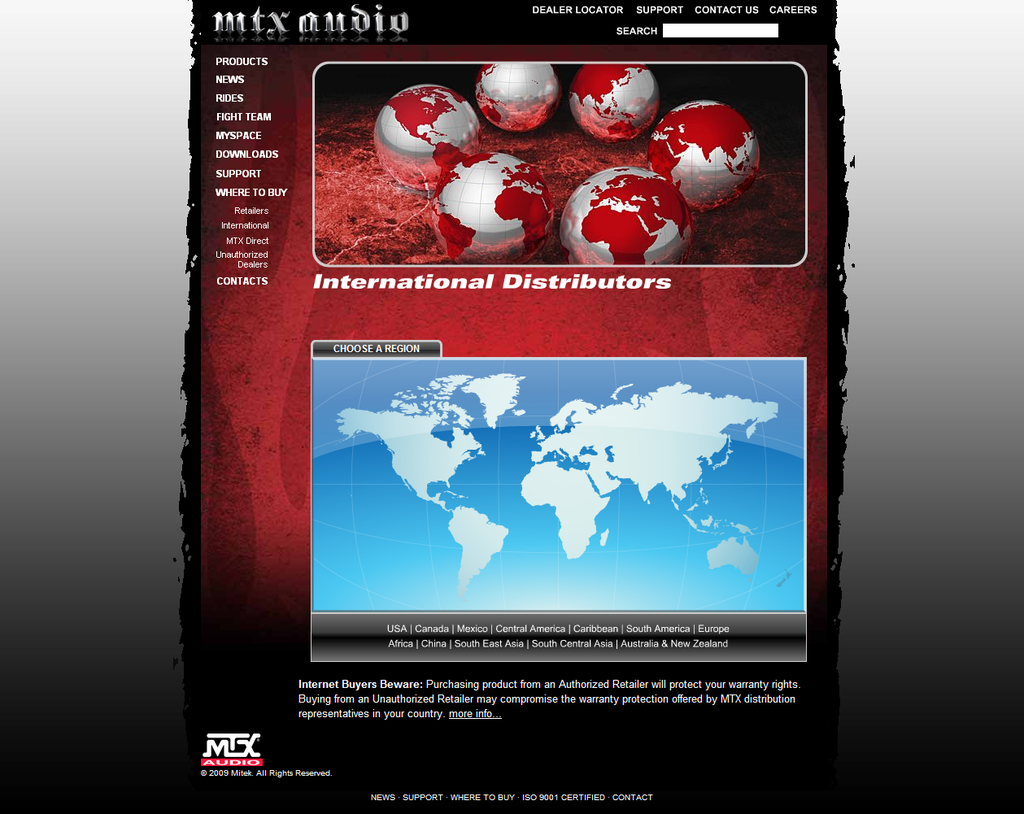 mtx audio
DEALER LOCATOR SUPPORT CONTACT US CAREERS
SEARCH
PRODUCTS
NEWS
RIDES
FIGHT TEAM
MYSPACE
DOWNLOADS
SUPPORT
WHERE TO BUY
Retailers
International
MTX Direct
Unauthorized
Dealers
CONTACTS
International Distributors
CHOOSE A REGION
USA | Canada | Mexico | Central America | Caribbean | South America | Europe
Africa | China | South East Asia | South Central Asia | Australia & New Zealand
Internet Buyers Beware: Purchasing product from an Authorized Retailer will protect your warranty rights.
Buying from an Unauthorized Retailer may compromise the warranty protection offered by MTX distribution
representatives in your country. more info...
MTX
AUDIO
© 2009 Mitek. All Rights Reserved.
NEWS · SUPPORT · WHERE TO BUY · ISO 9001 CERTIFIED · CONTACT